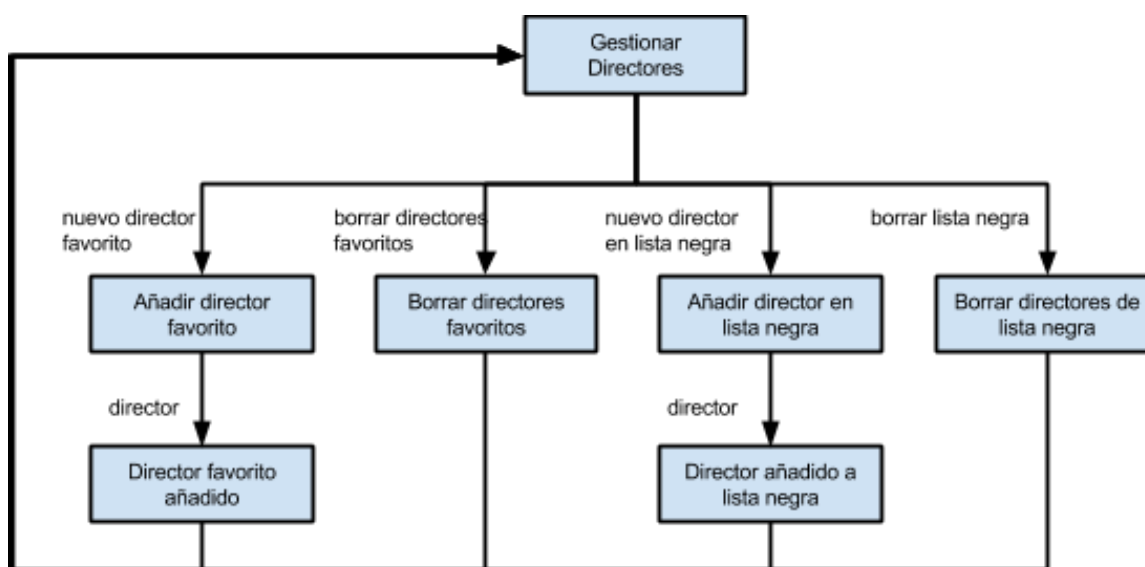 Gestionar
Directores
nuevo director
favorito
borrar directores
favoritos
nuevo director
en lista negra
borrar lista negra
Añadir director
favorito
Borrar directores
favoritos
Añadir director en
lista negra
Borrar directores de
lista negra
director
director
Director favorito
añadido
Director añadido a
lista negra